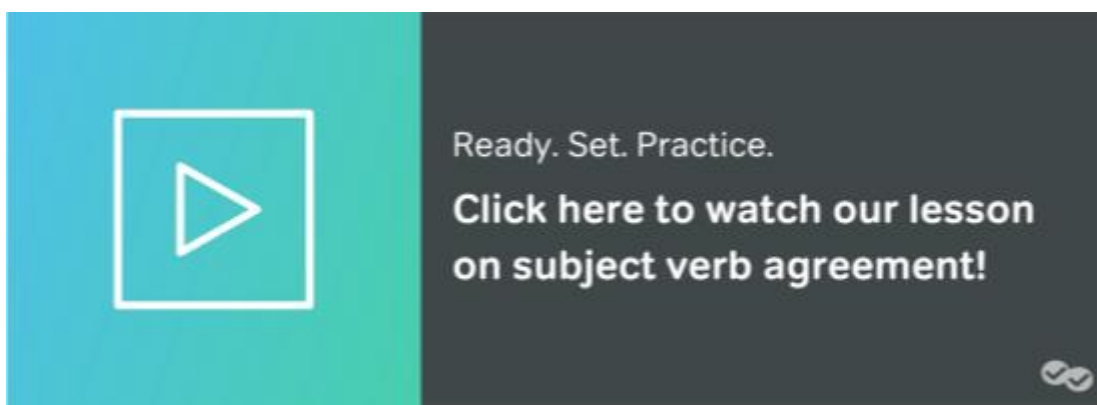 Ready. Set. Practice.
Click here to watch our lesson
on subject verb agreement!